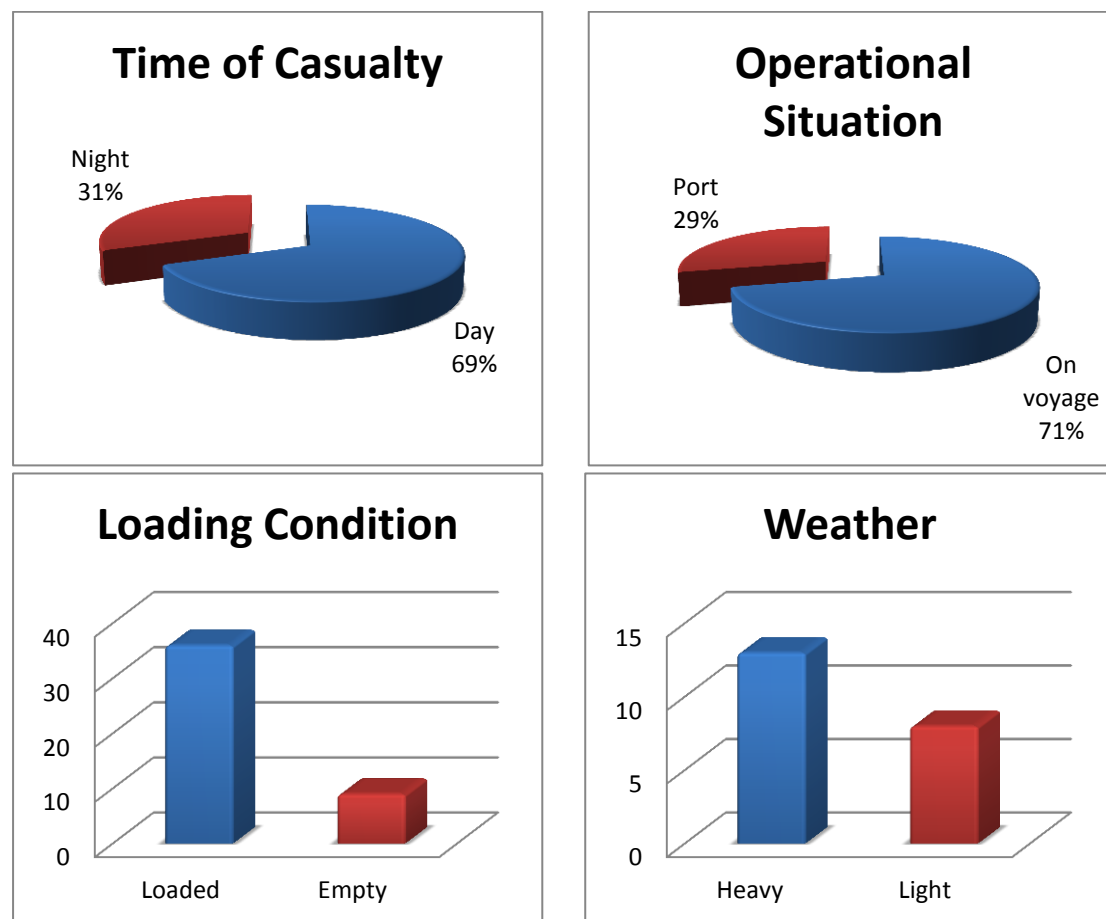 Time of Casualty
Night
31%
Day
69%
Operational
Situation
Port
29%
On
voyage
71%
Loading Condition
40
30
20
10
0
Loaded
Empty
Weather
15
10
5
0
Heavy
Light